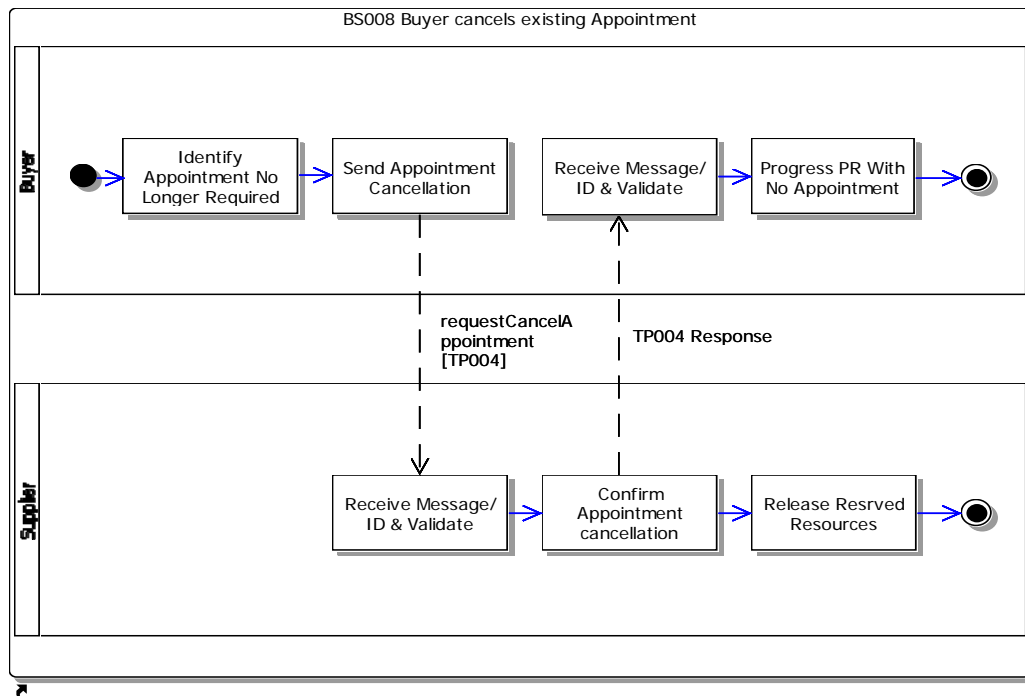 BS008 Buyer cancels existing Appointment
Buyer
Identify
Appointment No
Longer Required
Send Appointment
Cancellation
Receive Message/
ID & Validate
Progress PR With
No Appointment
requestCancelA
ppointment
[TP004]
TP004 Response
Supplier
Receive Message/
ID & Validate
Confirm
Appointment
cancellation
Release Resrved
Resources